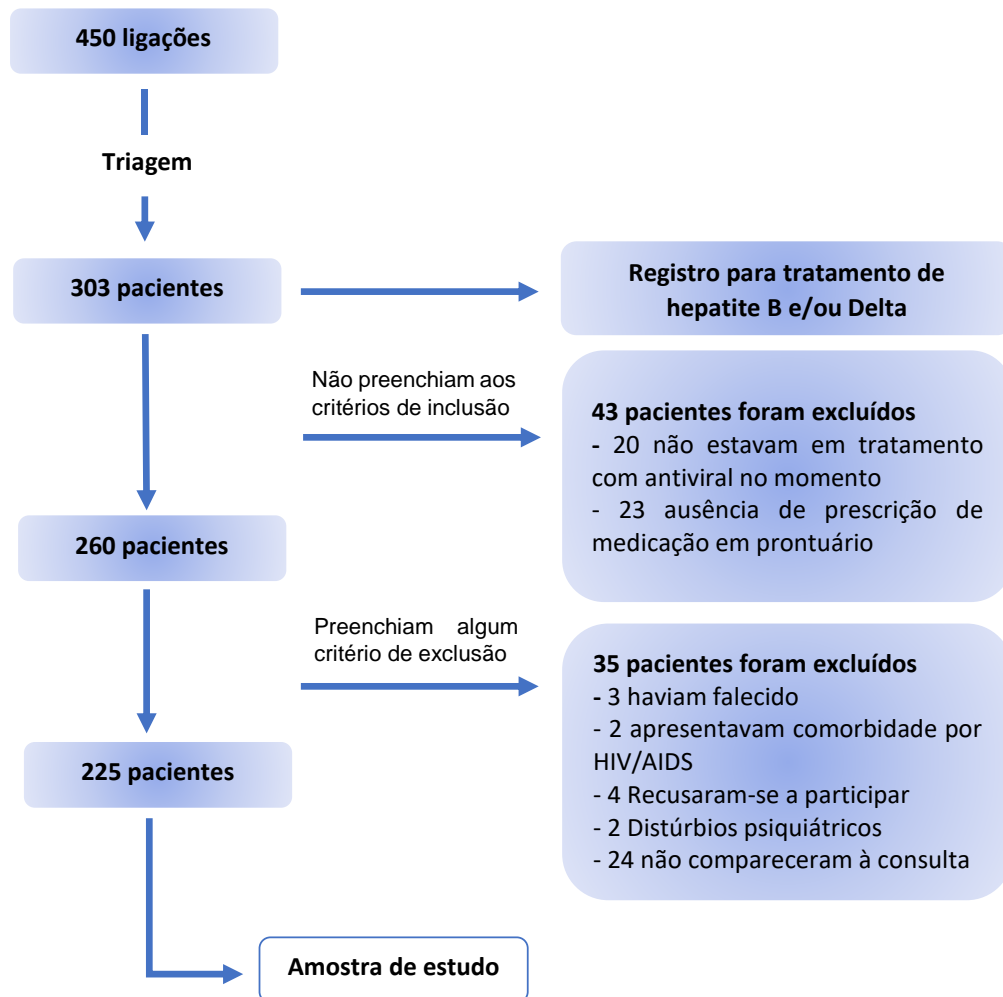 450 ligações
Triagem
303 pacientes
Registro para tratamento de
hepatite B e/ou Delta
Não preenchiam aos
critérios de inclusão
43 pacientes foram excluídos
- 20 não estavam em tratamento
com antiviral no momento
- 23 ausência de prescrição de
medicação em prontuário
260 pacientes
Preenchiam algum
critério de exclusão
35 pacientes foram excluídos
- 3 haviam falecido
- 2 apresentavam comorbidade por
HIV/AIDS
- 4 Recusaram-se a participar
- 2 Distúrbios psiquiátricos
- 24 não compareceram à consulta
225 pacientes
Amostra de estudo